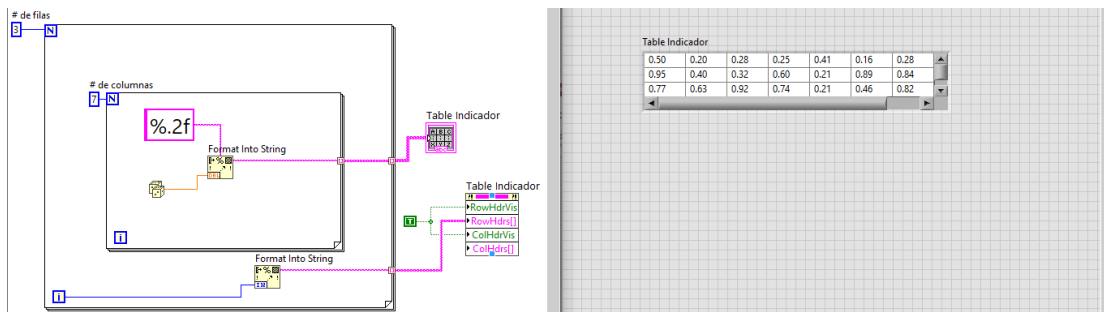 # de filas
3
N
# de columnas
7
N
%.2f
Format Into String
DBL
i
Format Into String
i
Table Indicador
Table Indicador
T
RowHdrVis
RowHdrs[]
ColHdrVis
ColHdrs[]
Table Indicador
0.50 0.20 0.28 0.25 0.41 0.16 0.28
0.95 0.40 0.32 0.60 0.21 0.89 0.84
0.77 0.63 0.92 0.74 0.21 0.46 0.82